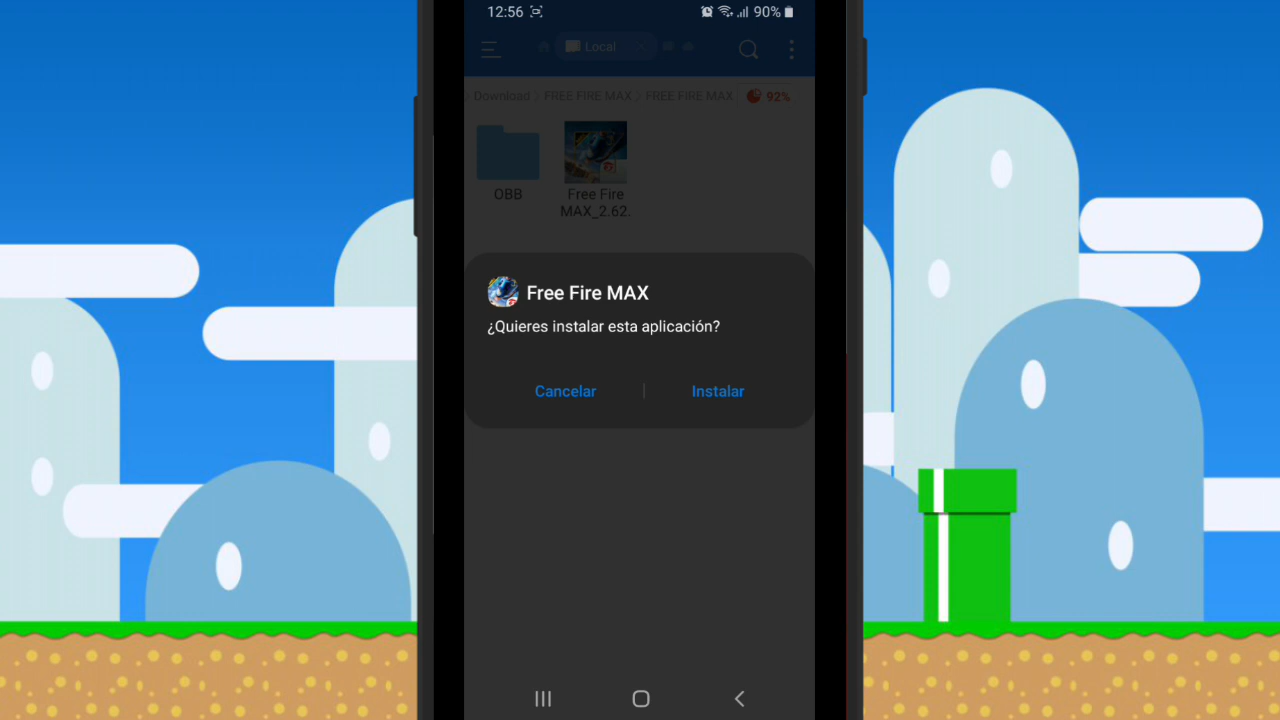 12:56
90%
Local
Download > FREE FIRE MAX > FREE FIRE MAX
92%
OBB
Free Fire
MAX_2.62.
Free Fire MAX
¿Quieres instalar esta aplicación?
Cancelar
Instalar